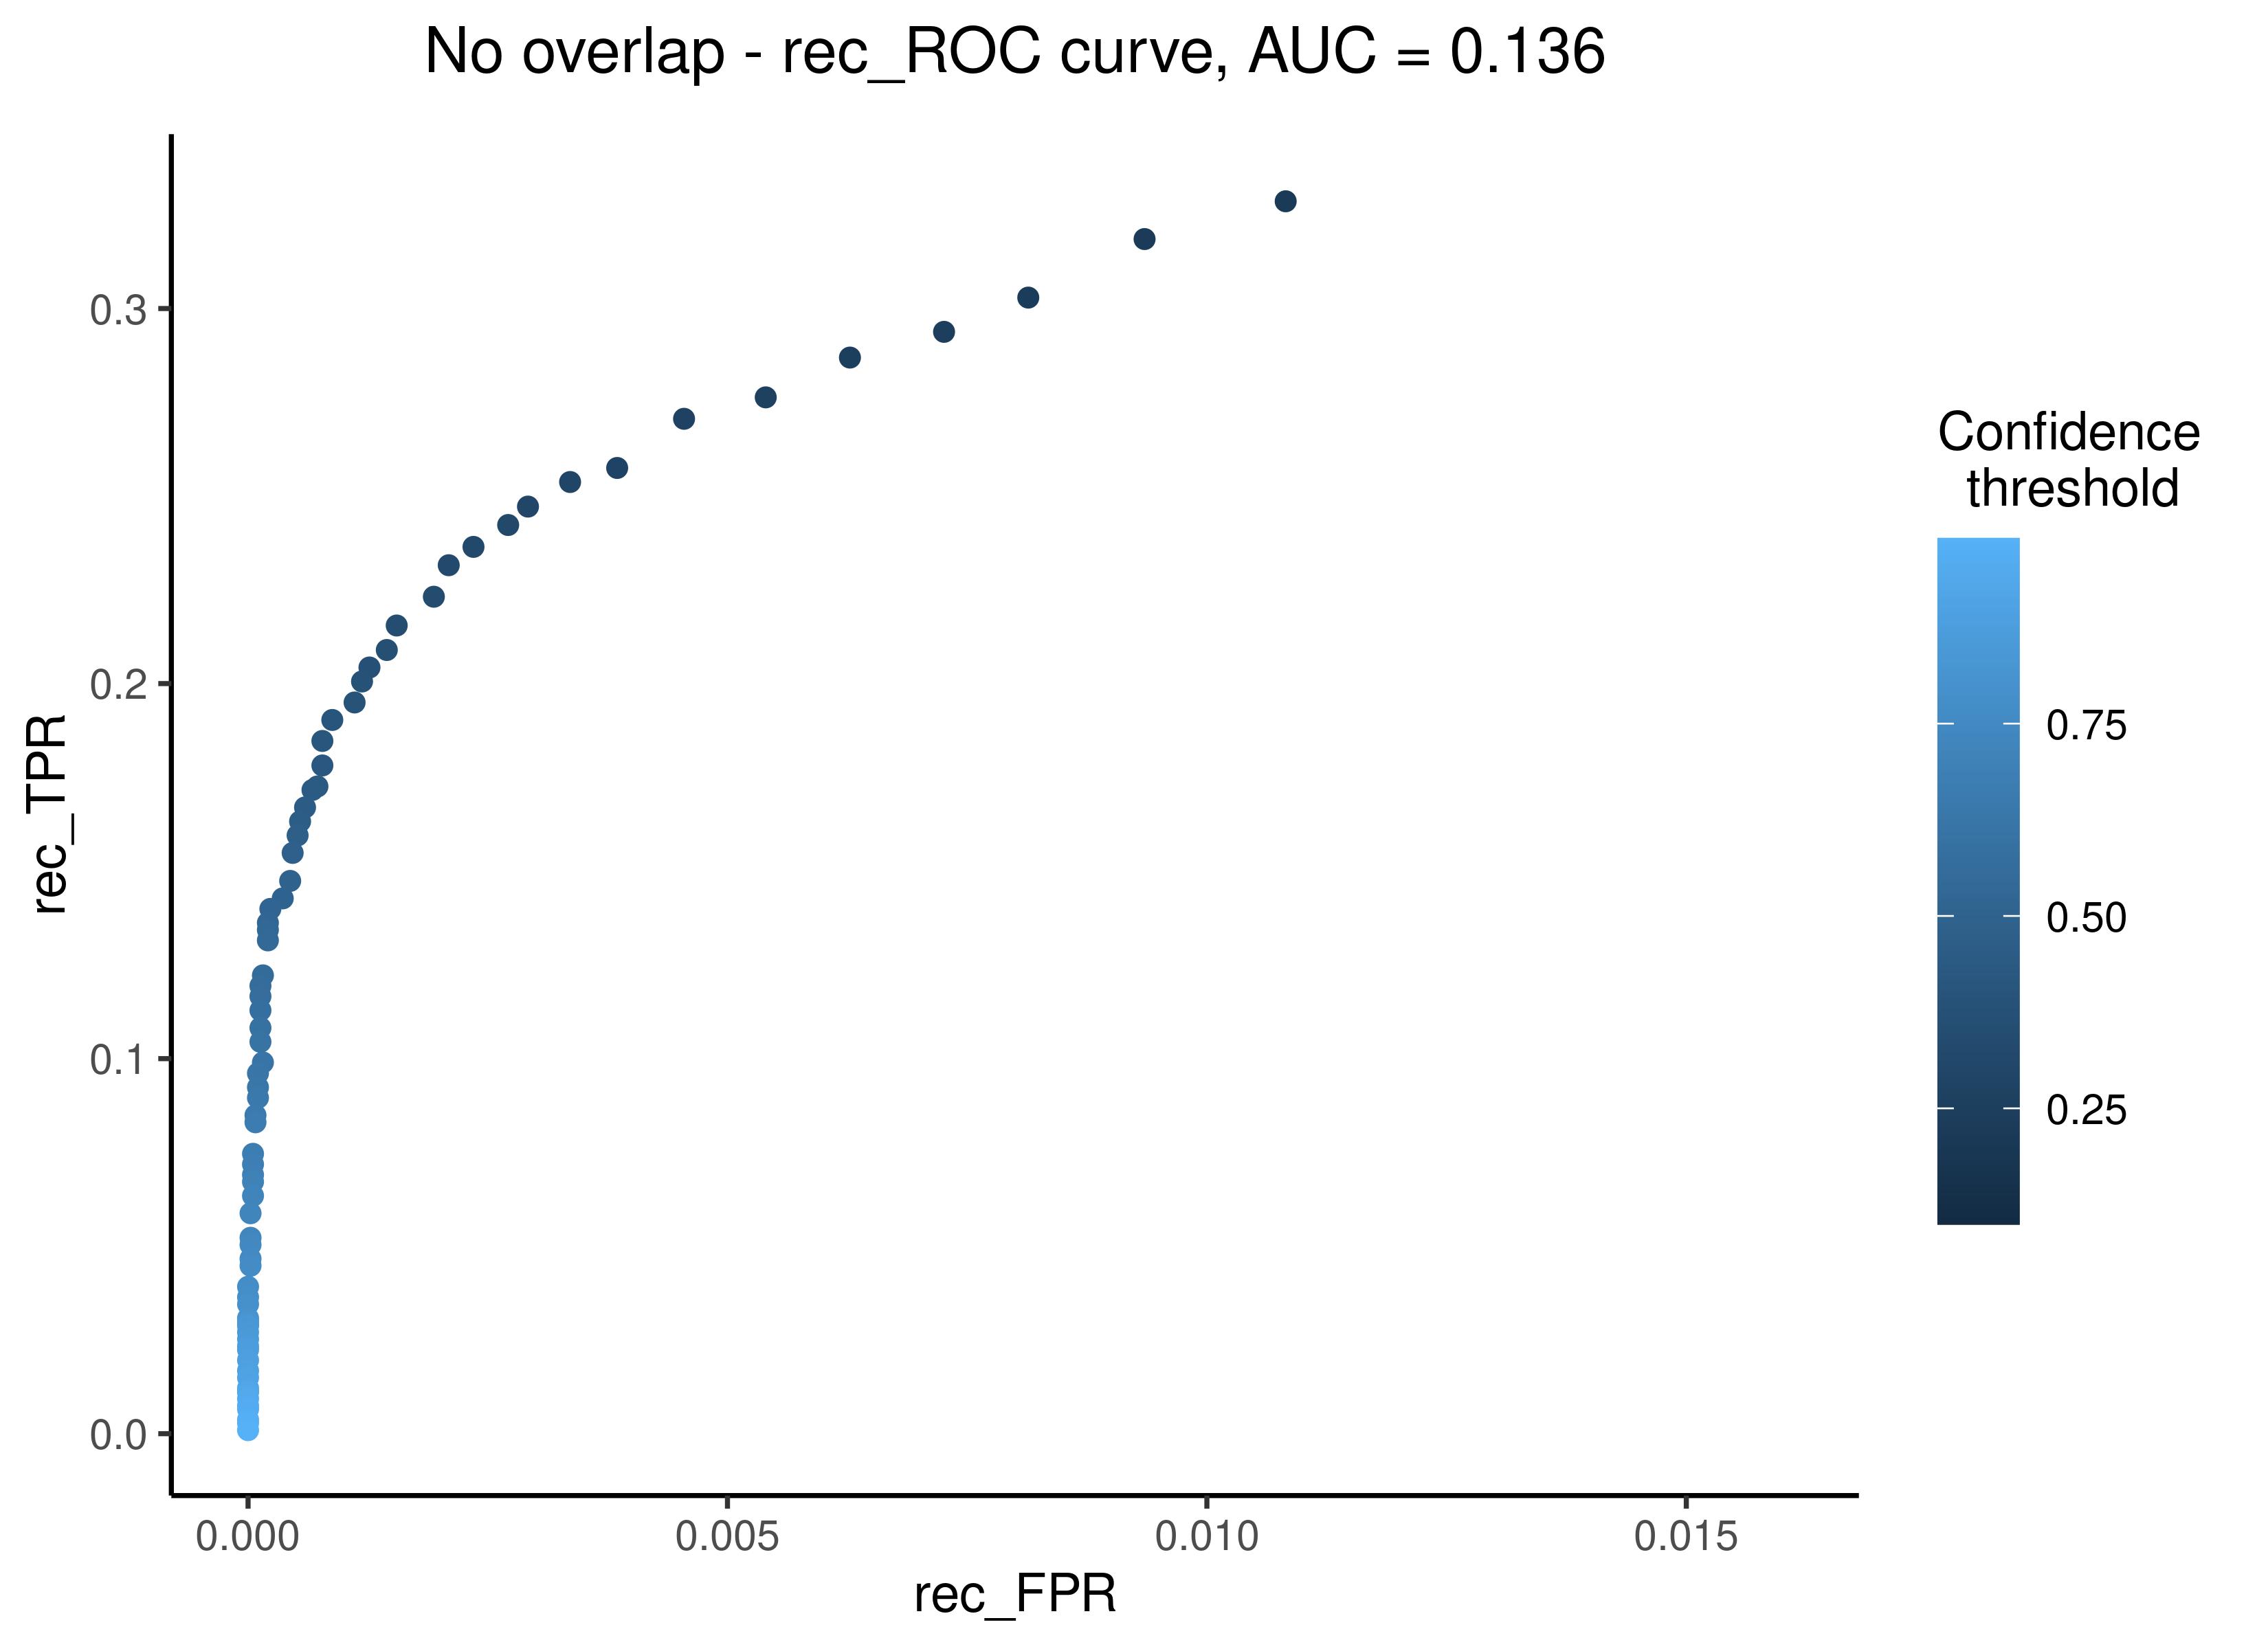 No overlap - rec_ROC curve, AUC = 0.136
rec_TPR
0.3
0.2
0.1
0.0
0.000
0.005
0.010
0.015
rec_FPR
Confidence
threshold
0.75
0.50
0.25